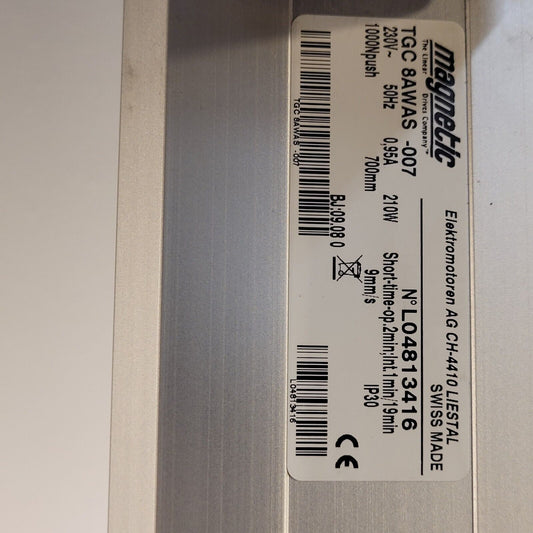 magnetic
The Linear Drives Company™
Elektromotoren AG CH-4410 LIESTAL
SWISS MADE
TGC 8AWAS -007
N° L04813416
230V~ 50Hz 0,95A 210W Short-time-op.2min;Int.1min/19min
1000Npush 700mm 9mm/s IP30
BJ:09.08 0
CE
TGC 8AWAS -007
L04813416